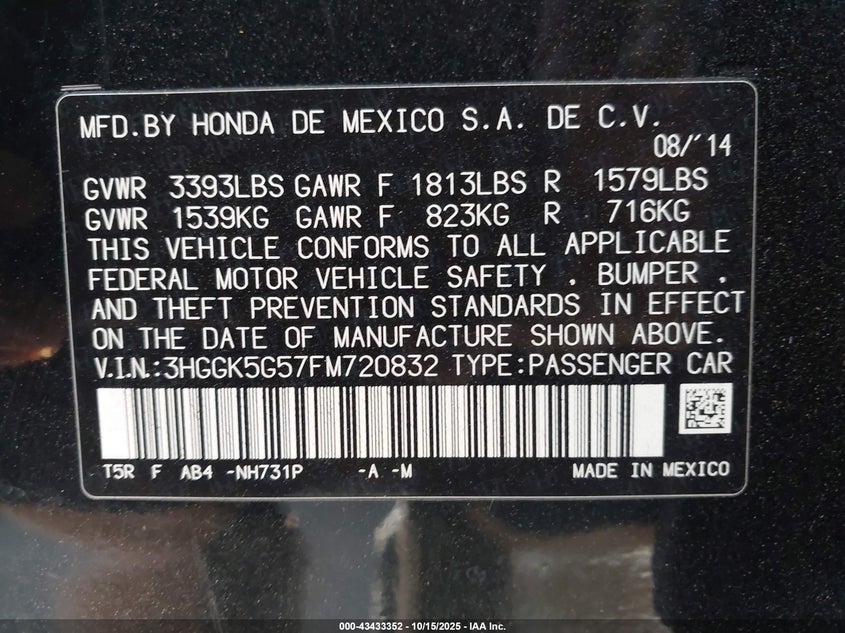 MFD.BY HONDA DE MEXICO S.A. DE C.V.
08/'14
GVWR 3393LBS GAWR F 1813LBS R 1579LBS
GVWR 1539KG GAWR F 823KG R 716KG
THIS VEHICLE CONFORMS TO ALL APPLICABLE
FEDERAL MOTOR VEHICLE SAFETY . BUMPER .
AND THEFT PREVENTION STANDARDS IN EFFECT
ON THE DATE OF MANUFACTURE SHOWN ABOVE.
V.I.N.:3HGGK5G57FM720832 TYPE:PASSENGER CAR
T5R F AB4 -NH731P -A -M MADE IN MEXICO
000-43433352 - 10/15/2025 - IAA Inc.